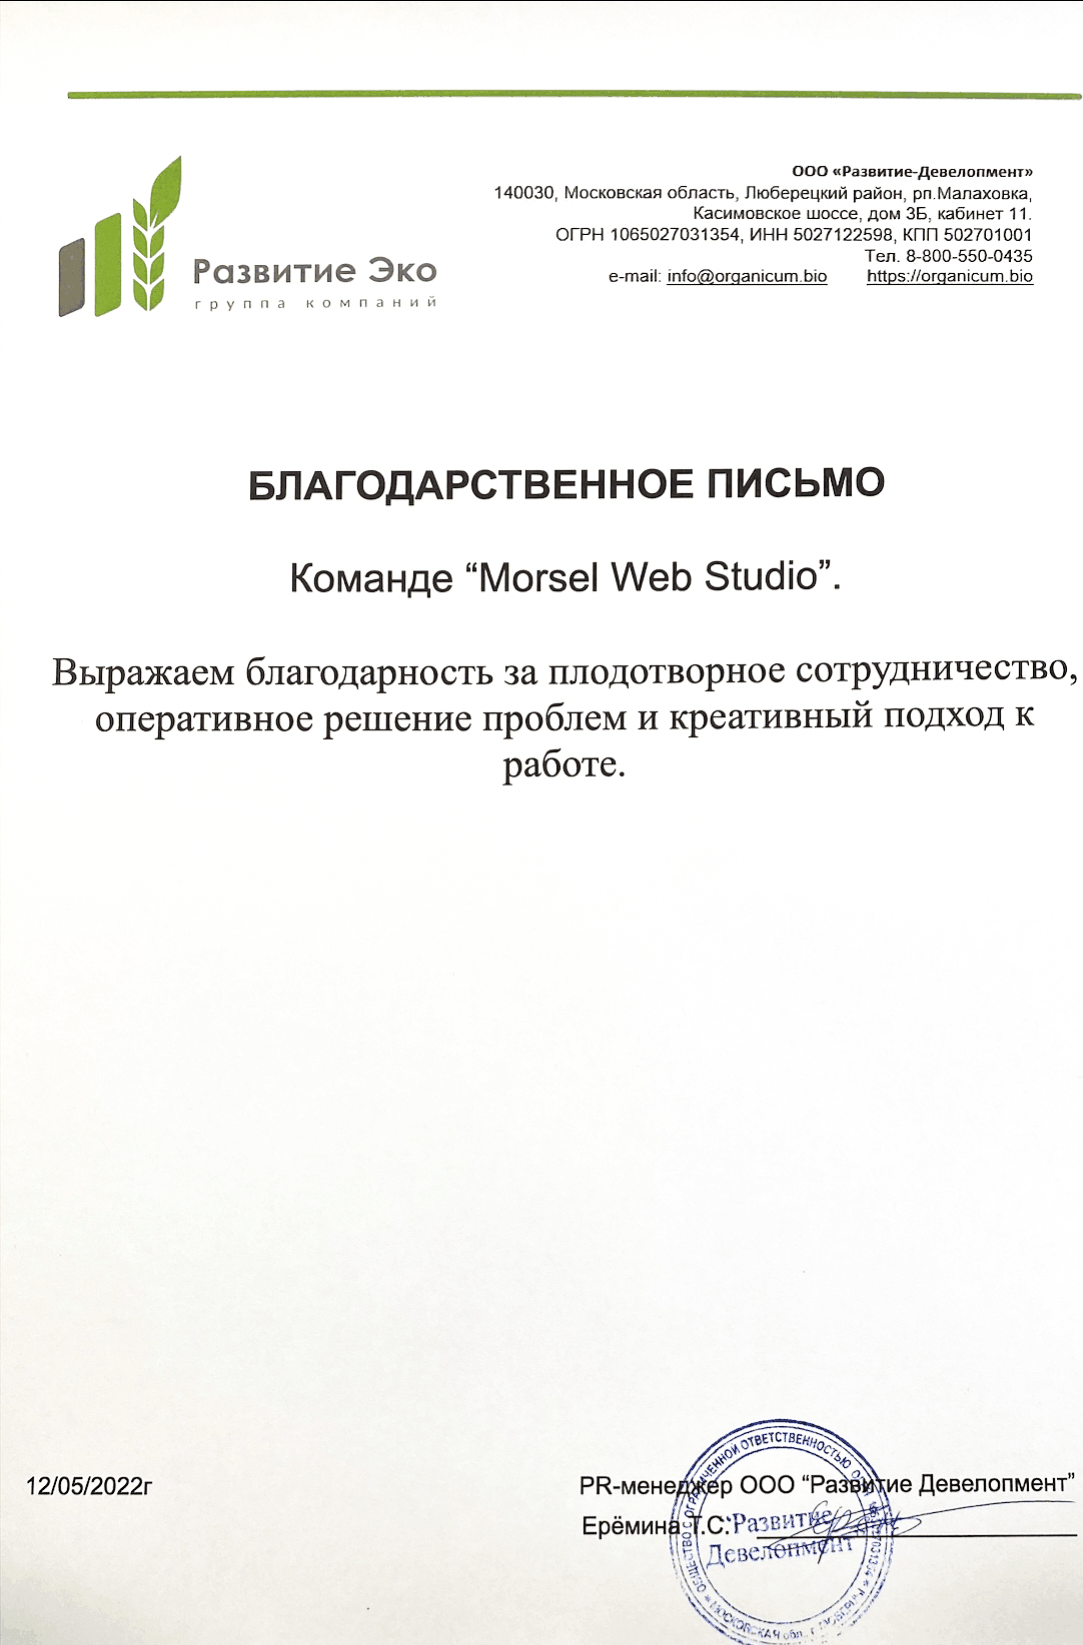 Развитие Эко
группа компаний
ООО «Развитие-Девелопмент»
140030, Московская область, Люберецкий район, рп.Малаховка,
Касимовское шоссе, дом 3Б, кабинет 11.
ОГРН 1065027031354, ИНН 5027122598, КПП 502701001
Тел. 8-800-550-0435
e-mail: info@organicum.bio https://organicum.bio
БЛАГОДАРСТВЕННОЕ ПИСЬМО
Команде “Morsel Web Studio”.
Выражаем благодарность за плодотворное сотрудничество,
оперативное решение проблем и креативный подход к
работе.
12/05/2022г
PR-менеджер ООО “Развитие Девелопмент”
Ерёмина Т.С.
Развитие
Девелопмент
ОБЩЕСТВО С ОГРАНИЧЕННОЙ ОТВЕТСТВЕННОСТЬЮ
МОСКОВСКАЯ обл.